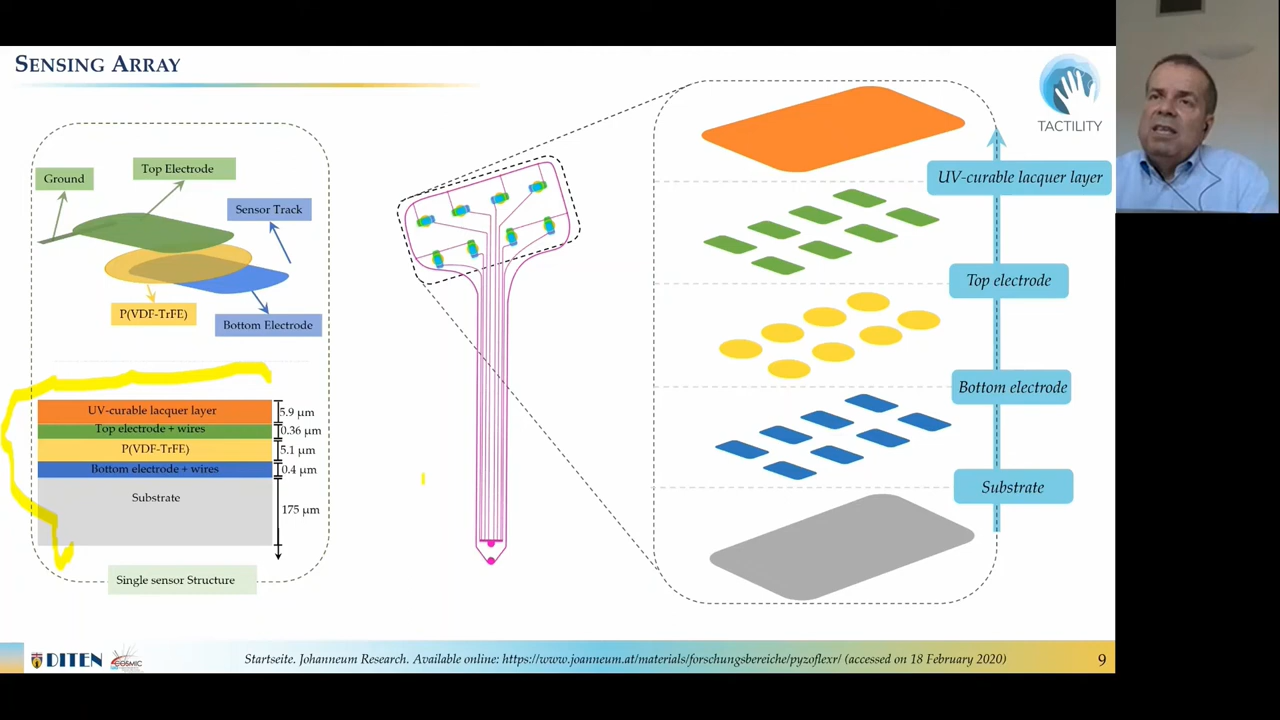 SENSING ARRAY
TACTILITY
Ground
Top Electrode
Sensor Track
P(VDF-TrFE)
Bottom Electrode
UV-curable lacquer layer
5.9 μm
Top electrode + wires
0.36 μm
P(VDF-TrFE)
5.1 μm
Bottom electrode + wires
0.4 μm
Substrate
175 μm
Single sensor Structure
UV-curable lacquer layer
Top electrode
Bottom electrode
Substrate
DITEN
COSMIC
Startseite. Johanneum Research. Available online: https://www.joanneum.at/materials/forschungsbereiche/pyzoflexr/ (accessed on 18 February 2020)
9